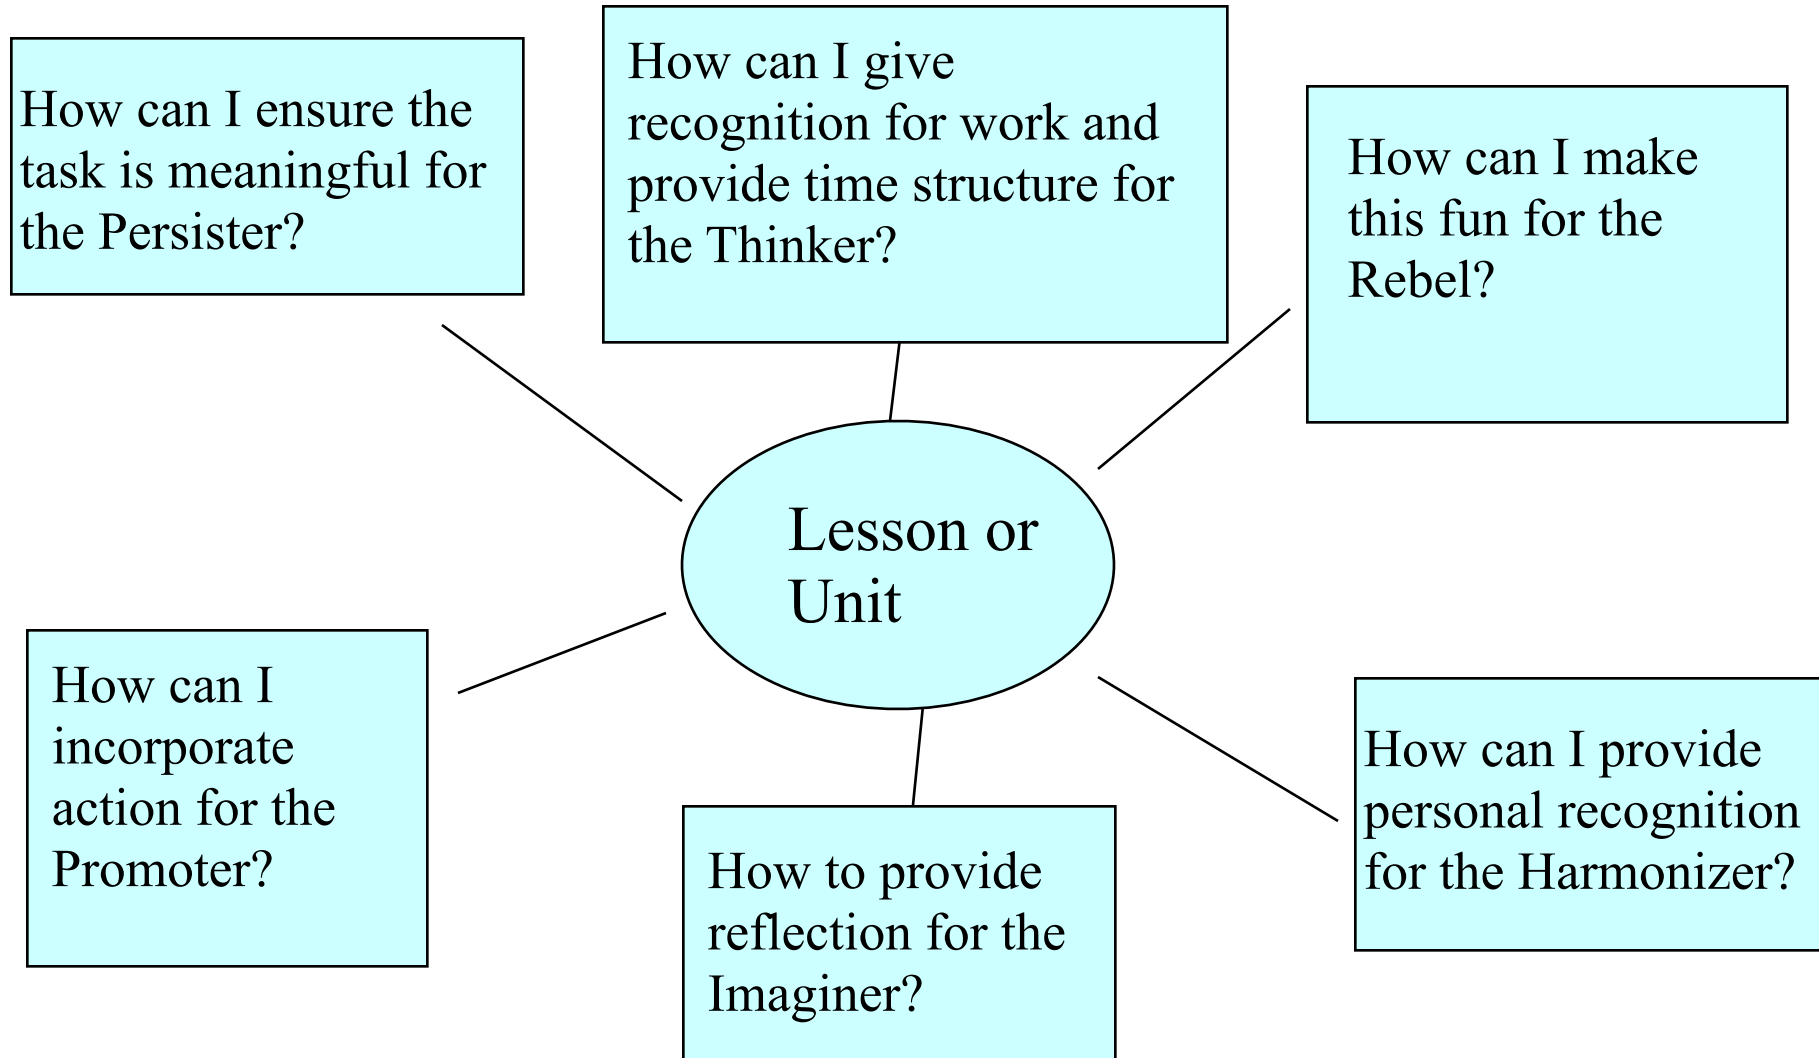 How can I ensure the
task is meaningful for
the Persister?
How can I give
recognition for work and
provide time structure for
the Thinker?
How can I make
this fun for the
Rebel?
Lesson or
Unit
How can I
incorporate
action for the
Promoter?
How to provide
reflection for the
Imaginer?
How can I provide
personal recognition
for the Harmonizer?